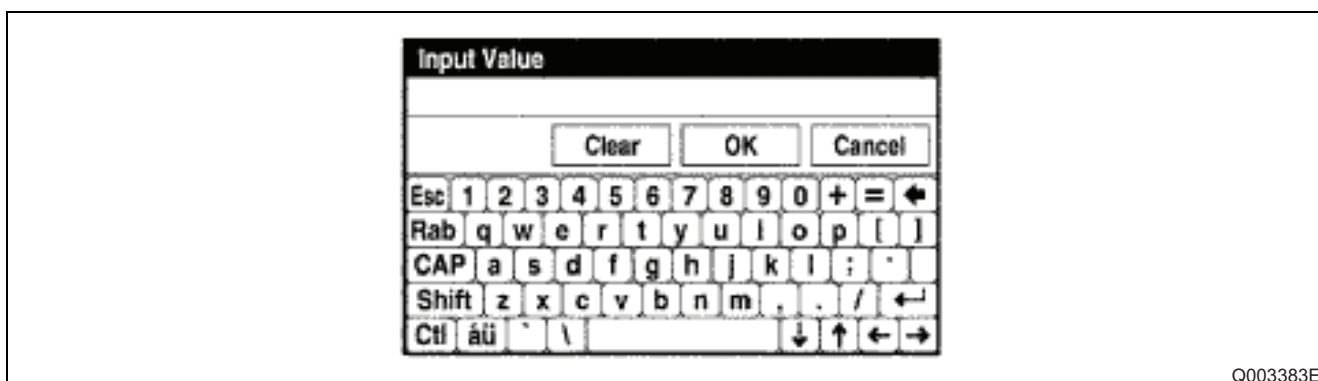 Input Value
Clear OK Cancel
Esc 1 2 3 4 5 6 7 8 9 0 + = 🡄
Rab q w e r t y u i o p [ ]
CAP a s d f g h j k l ; '
Shift z x c v b n m , . / ↵
Ctl áü ` \ ↓ ↑ ← →
Q003383E